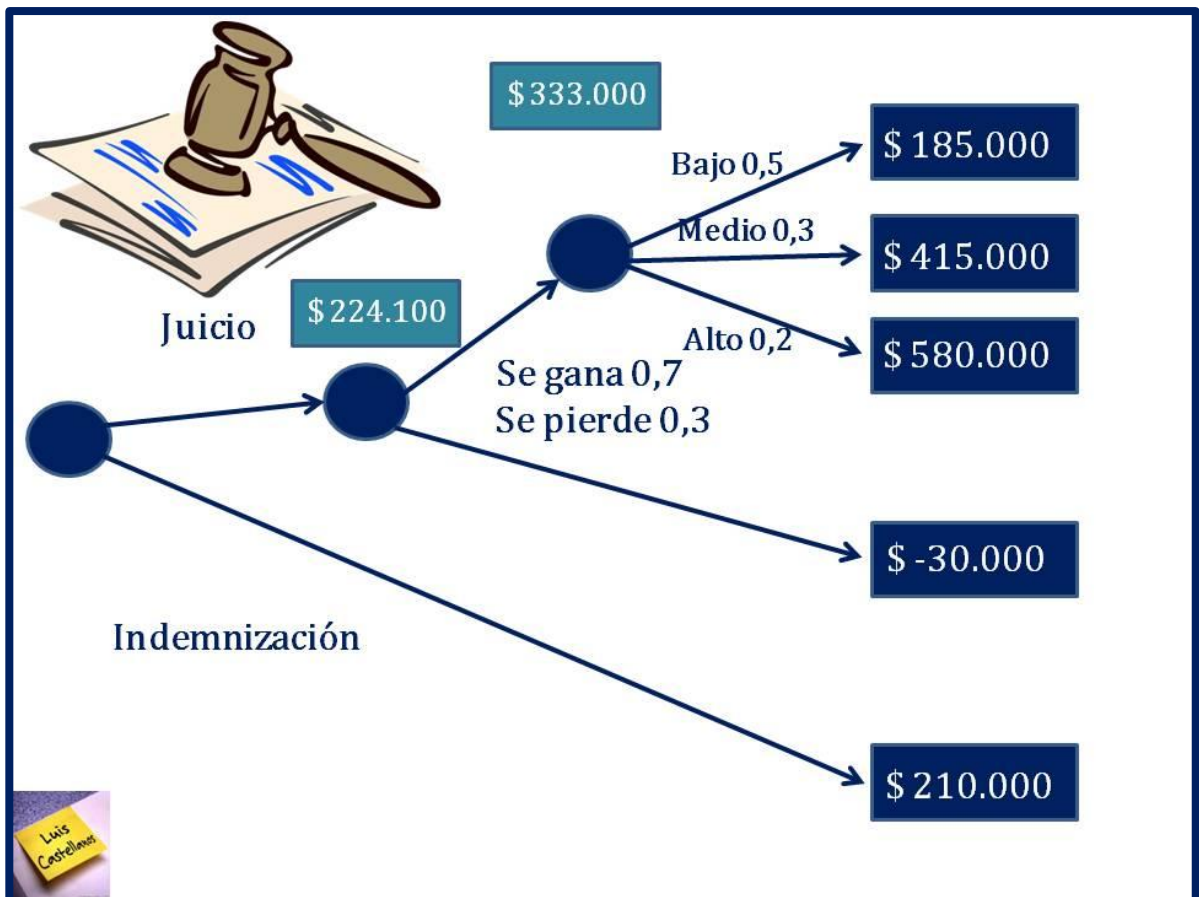 $ 333.000
$ 185.000
Bajo 0,5
Medio 0,3
$ 415.000
$ 224.100
Juicio
Alto 0,2
$ 580.000
Se gana 0,7
Se pierde 0,3
$ -30.000
Indemnización
$ 210.000
Luis
Castellanos